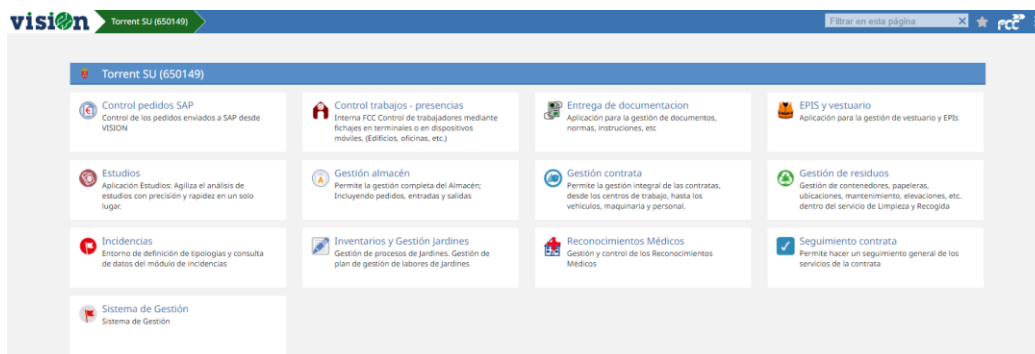 visión Torrent SU (650149) Filtrar en esta página X fcc
Torrent SU (650149)
Control pedidos SAP
Control de los pedidos enviados a SAP desde
VISION
Control trabajos - presencias
Interna FCC Control de trabajadores mediante
fichajes en terminales o en dispositivos
móviles. (Edificios, oficinas, etc.)
Entrega de documentacion
Aplicación para la gestión de documentos,
normas, instruciones, etc
EPIS y vestuario
Aplicación para la gestión de vestuario y EPIs
Estudios
Aplicación Estudios: Agiliza el análisis de
estudios con precisión y rapidez en un solo
lugar.
Gestión almacén
Permite la gestión completa del Almacén;
Incluyendo pedidos, entradas y salidas
Gestión contrata
Permite la gestión integral de las contratas,
desde los centros de trabajo, hasta los
vehículos, maquinaria y personal.
Gestión de residuos
Gestión de contenedores, papeleras,
ubicaciones, mantenimiento, elevaciones, etc.
dentro del servicio de Limpieza y Recogida
Incidencias
Entorno de definición de tipologias y consulta
de datos del módulo de incidencias
Inventarios y Gestión Jardines
Gestión de procesos de Jardines. Gestión de
plan de gestión de labores de Jardines
Reconocimientos Médicos
Gestión y control de los Reconocimientos
Médicos
Seguimiento contrata
Permite hacer un seguimiento general de los
servicios de la contrata
Sistema de Gestión
Sistema de Gestión